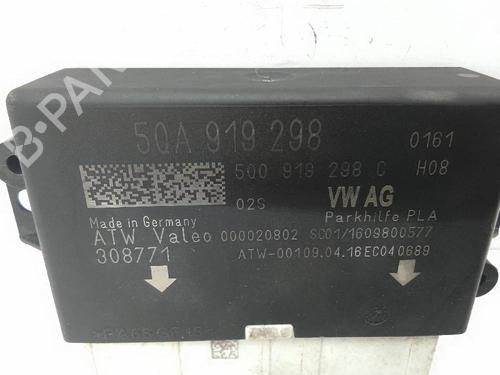 5QA 919 298
0161
5Q0 919 298 C H08
02S
VW AG
Parkhilfe PLA
Made in Germany
ATW Valeo 000020802 SC01/1609800577
308771 ATW-00109.04.16EC040689